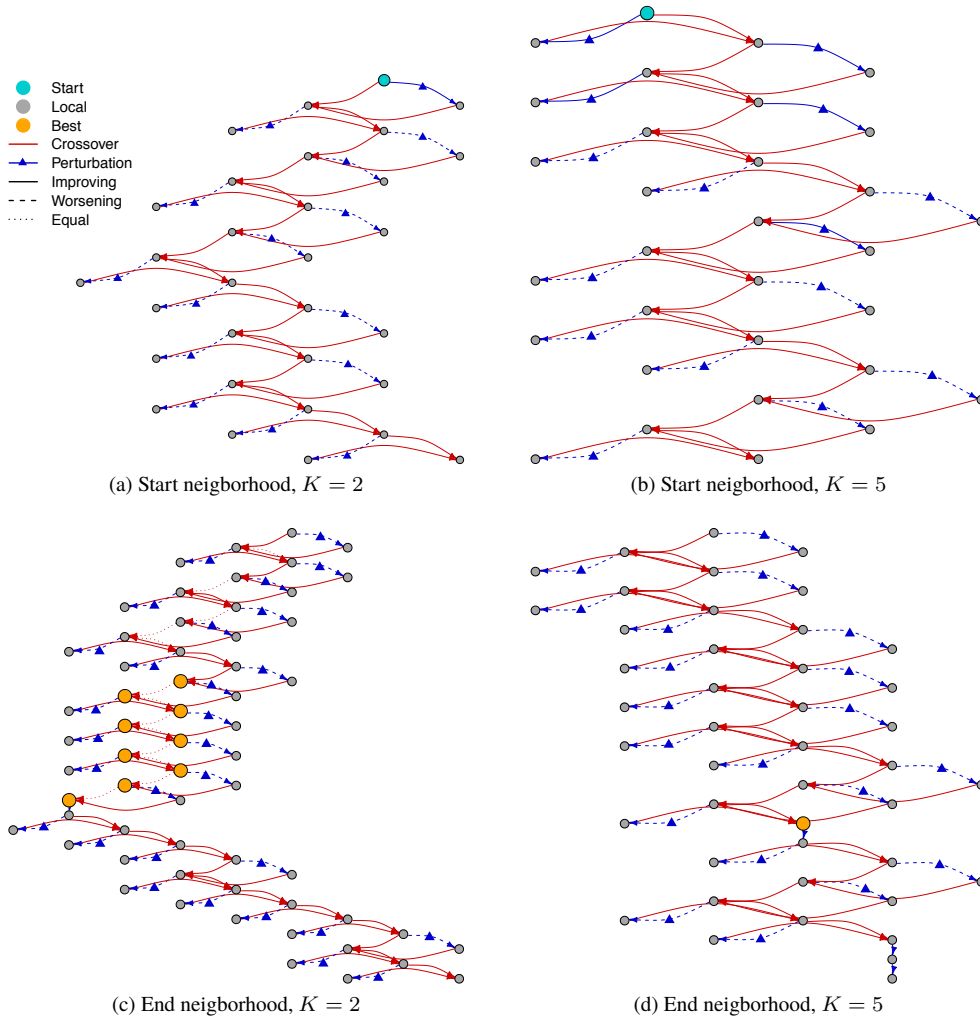 Start
Local
Best
Crossover
Perturbation
Improving
Worsening
Equal
(a) Start neigborhood, K = 2
(b) Start neigborhood, K = 5
(c) End neigborhood, K = 2
(d) End neigborhood, K = 5